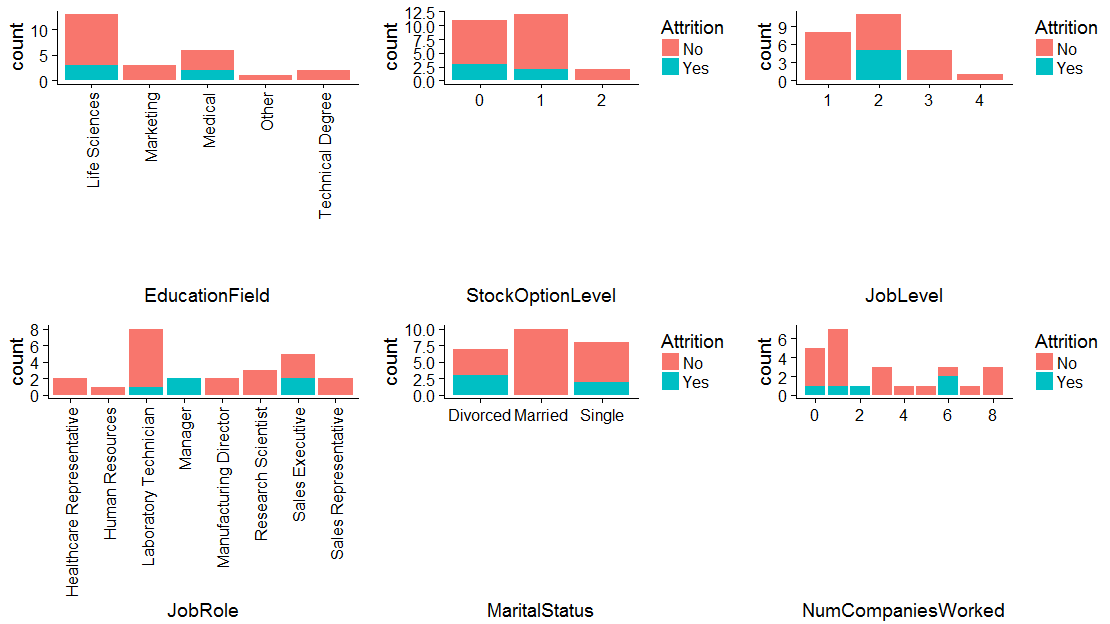 count
10
5
0
Life Sciences
Marketing
Medical
Other
Technical Degree
EducationField
count
12.5
10.0
7.5
5.0
2.5
0.0
0 1 2
StockOptionLevel
Attrition
No
Yes
count
9
6
3
0
1 2 3 4
JobLevel
Attrition
No
Yes
count
8
6
4
2
0
Healthcare Representative
Human Resources
Laboratory Technician
Manager
Manufacturing Director
Research Scientist
Sales Executive
Sales Representative
JobRole
count
10.0
7.5
5.0
2.5
0.0
Divorced Married Single
MaritalStatus
Attrition
No
Yes
count
6
4
2
0
0 2 4 6 8
NumCompaniesWorked
Attrition
No
Yes